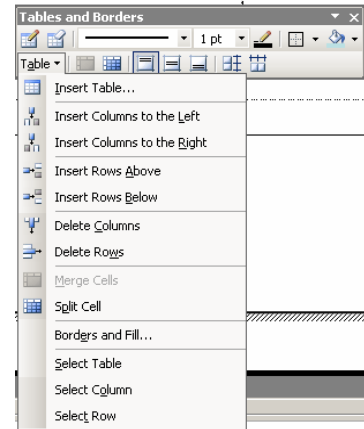 Tables and Borders
1 pt
Table
Insert Table...
Insert Columns to the Left
Insert Columns to the Right
Insert Rows Above
Insert Rows Below
Delete Columns
Delete Rows
Merge Cells
Split Cell
Borders and Fill...
Select Table
Select Column
Select Row